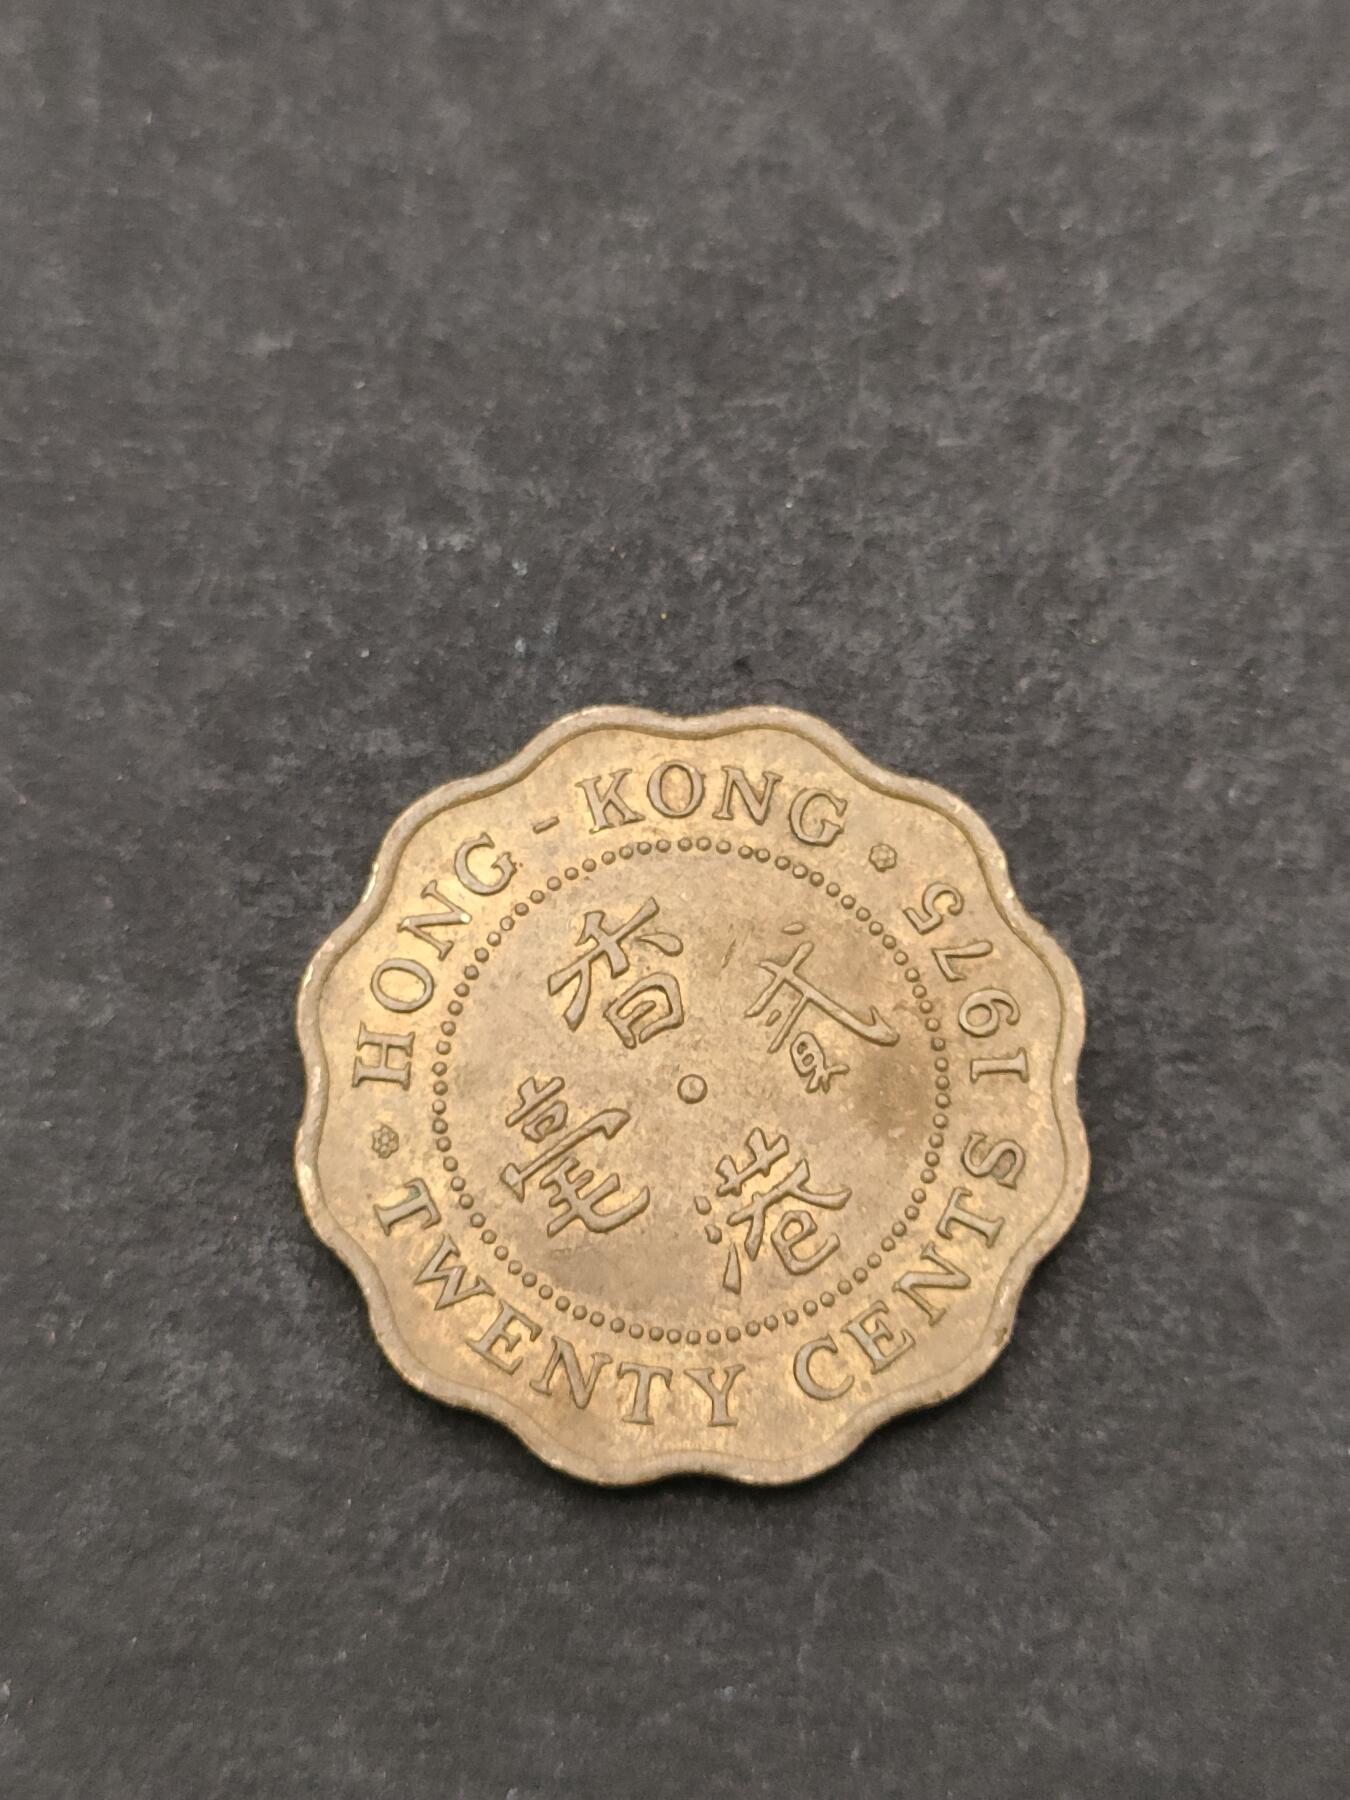 HONG-KONG
TWENTY CENTS 1975
香港
貳毫